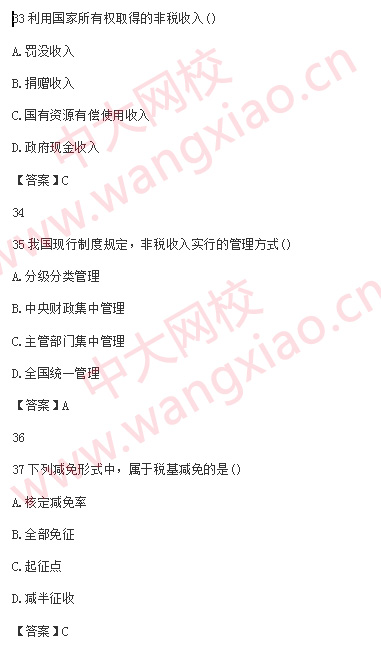 33 利用国家所有权取得的非税收入()
A.罚没收入
B.捐赠收入
C.国有资源有偿使用收入
D.政府现金收入
【答案】C
34
35 我国现行制度规定，非税收入实行的管理方式()
A.分级分类管理
B.中央财政集中管理
C.主管部门集中管理
D.全国统一管理
【答案】A
36
37 下列减免形式中，属于税基减免的是()
A.核定减免率
B.全部免征
C.起征点
D.减半征收
【答案】C
中大网校
www.wangxiao.cn
中大网校
www.wangxiao.cn